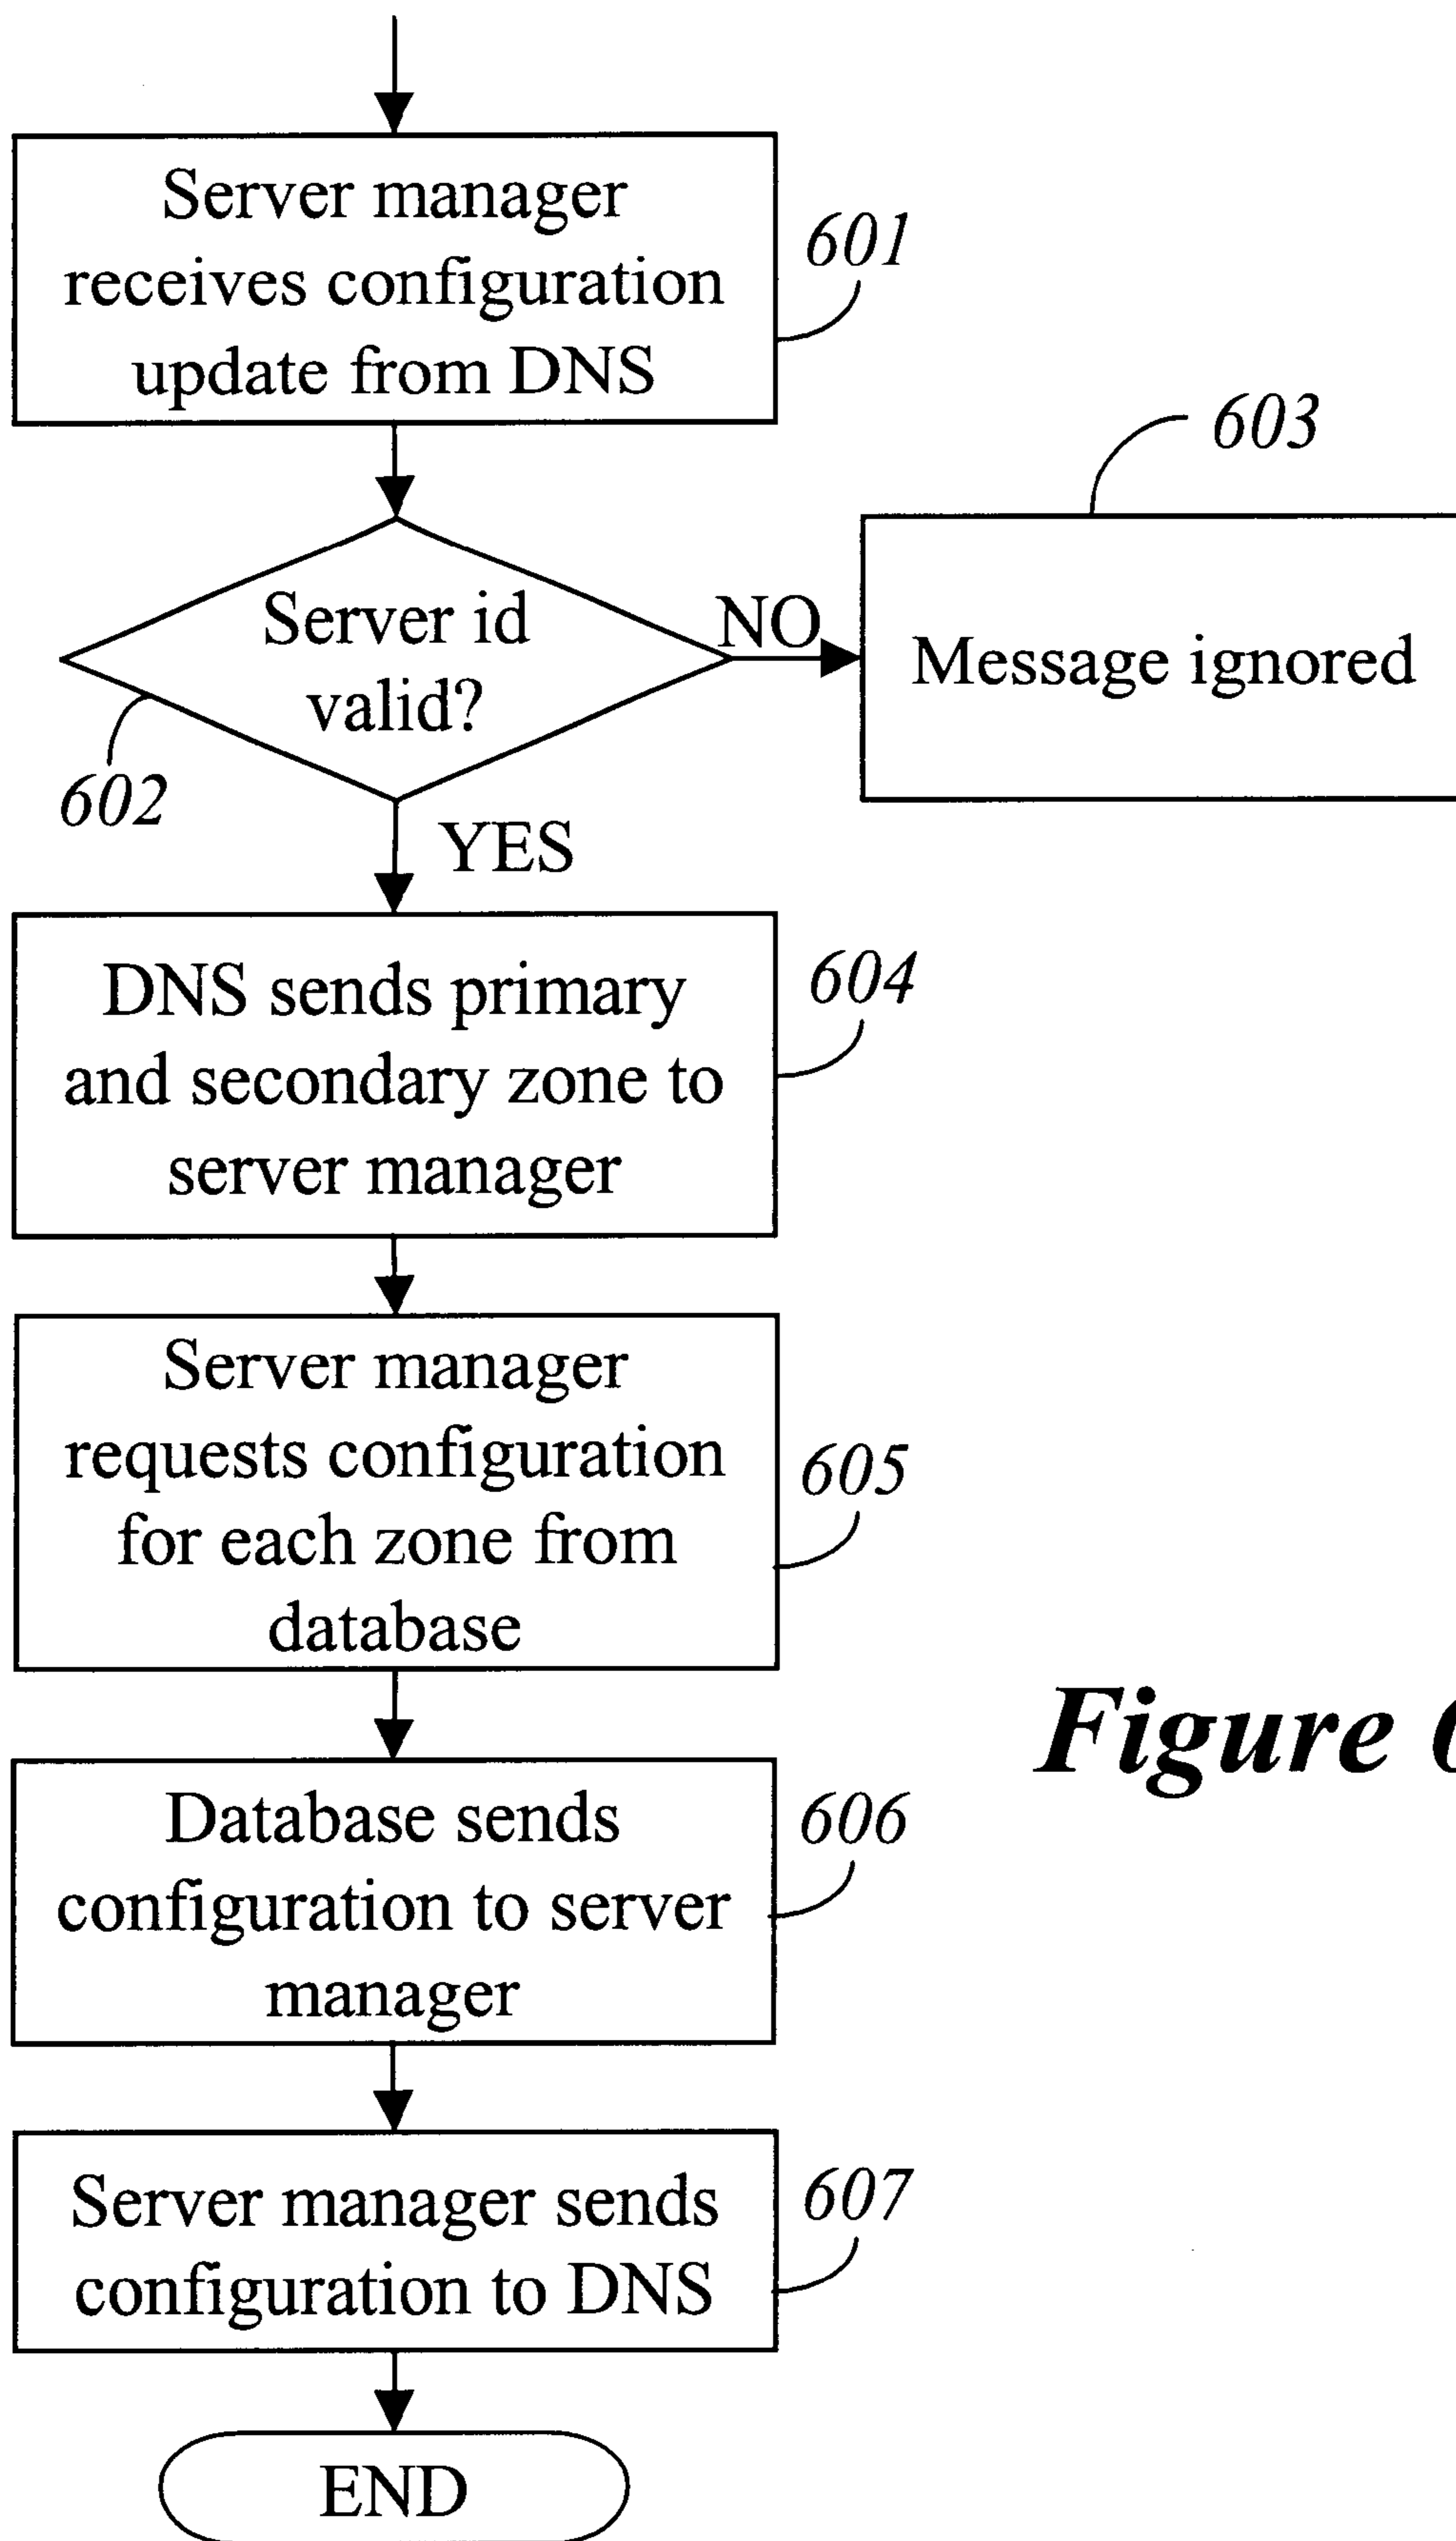 Server manager
receives configuration
update from DNS
601
603
Server id
valid?
NO
Message ignored
602
YES
DNS sends primary
and secondary zone to
server manager
604
Server manager
requests configuration
for each zone from
database
605
Figure
Database sends
configuration to server
manager
606
Server manager sends
configuration to DNS
607
END